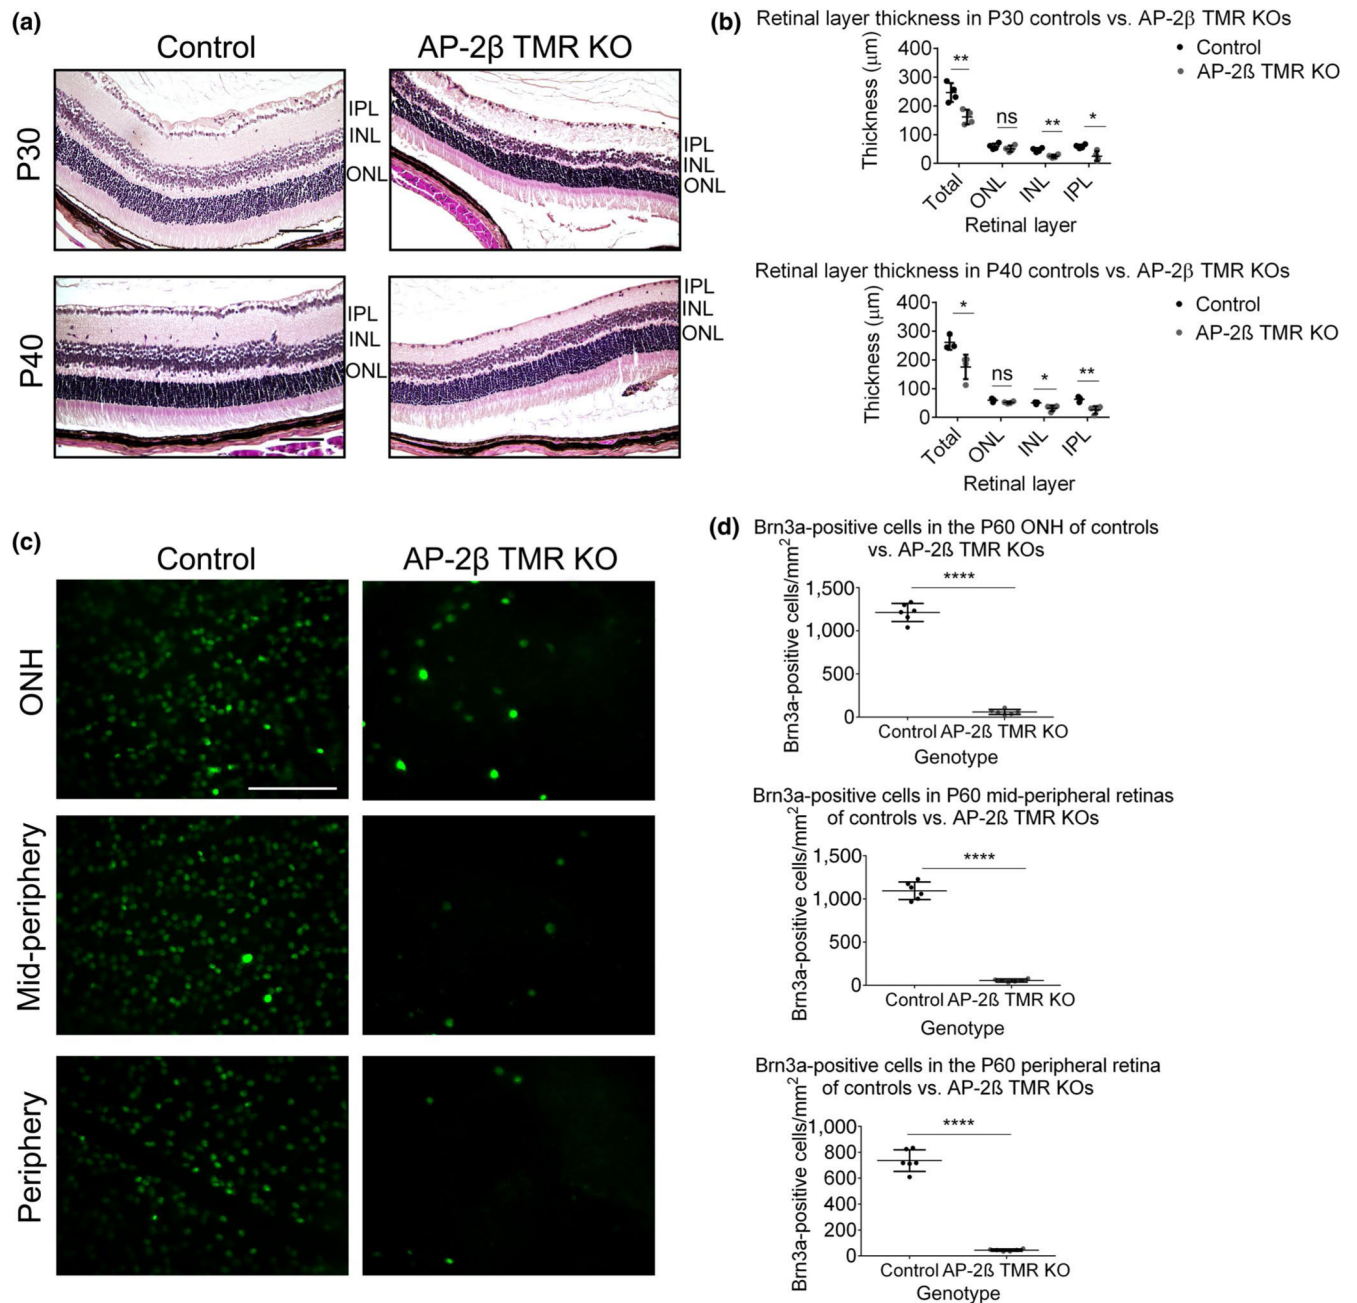 (a)
Control
AP-2β TMR KO
P30
IPL
INL
ONL
IPL
INL
ONL
P40
IPL
INL
ONL
IPL
INL
ONL
(b)
Retinal layer thickness in P30 controls vs. AP-2β TMR KOs
Thickness (μm)
400
300
200
100
0
**
ns
**
*
Total
ONL
INL
IPL
Retinal layer
Control
AP-2ß TMR KO
Retinal layer thickness in P40 controls vs. AP-2β TMR KOs
Thickness (μm)
400
300
200
100
0
*
ns
*
**
Total
ONL
INL
IPL
Retinal layer
Control
AP-2ß TMR KO
(c)
Control
AP-2β TMR KO
ONH
Mid-periphery
Periphery
(d)
Brn3a-positive cells in the P60 ONH of controls
vs. AP-2ß TMR KOs
Brn3a-positive cells/mm²
1,500
1,000
500
0
****
Control AP-2ß TMR KO
Genotype
Brn3a-positive cells in P60 mid-peripheral retinas
of controls vs. AP-2ß TMR KOs
Brn3a-positive cells/mm²
1,500
1,000
500
0
****
Control AP-2ß TMR KO
Genotype
Brn3a-positive cells in the P60 peripheral retina
of controls vs. AP-2ß TMR KOs
Brn3a-positive cells/mm²
1,000
800
600
400
200
0
****
Control AP-2ß TMR KO
Genotype